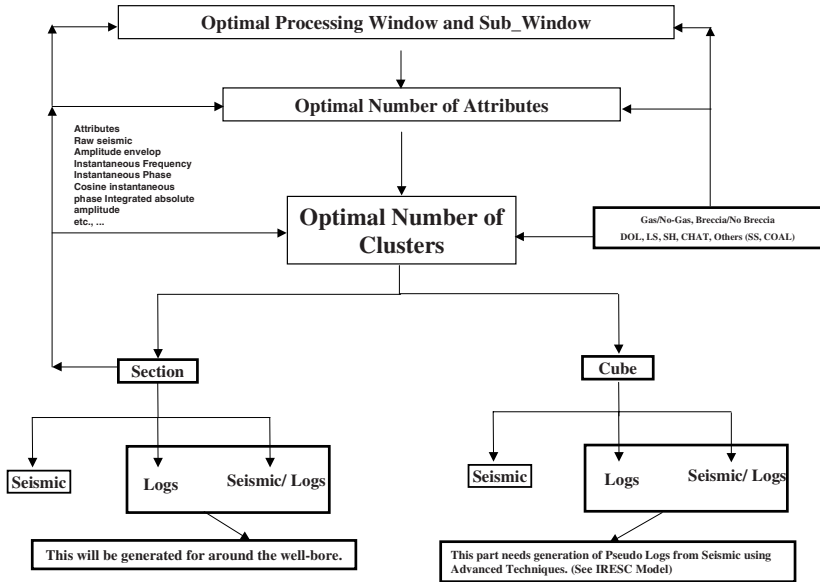 Optimal Processing Window and Sub_Window
Optimal Number of Attributes
Attributes
Raw seismic
Amplitude envelop
Instantaneous Frequency
Instantaneous Phase
Cosine instantaneous
phase Integrated absolute
amplitude
etc., ...
Optimal Number of
Clusters
Gas/No-Gas, Breccia/No Breccia
DOL, LS, SH, CHAT, Others (SS, COAL)
Section
Cube
Seismic
Logs
Seismic/ Logs
Seismic
Logs
Seismic/ Logs
This will be generated for around the well-bore.
This part needs generation of Pseudo Logs from Seismic using
Advanced Techniques. (See IRESC Model)